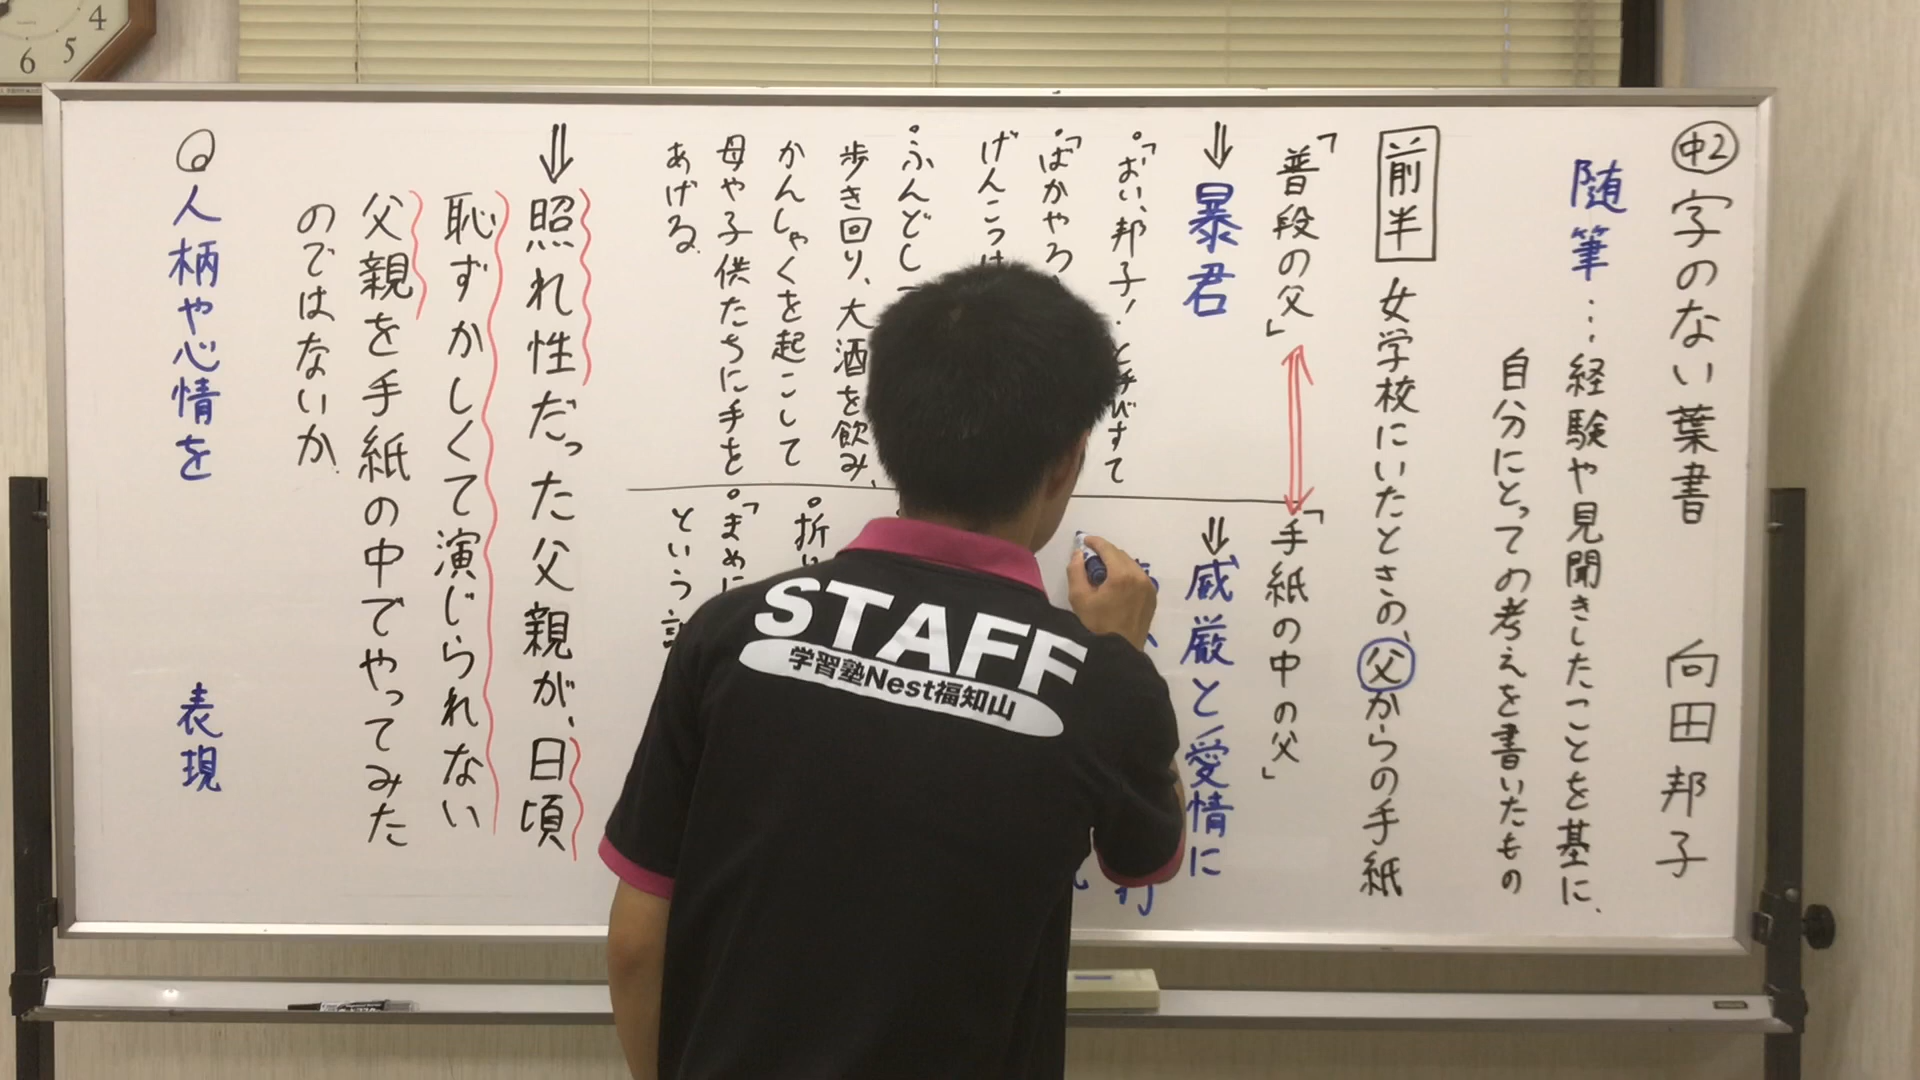 中2 字のない葉書 向田邦子
随筆…経験や見聞きしたことを基に、
自分にとっての考えを書いたもの
前半 女学校にいたときの、父からの手紙
「普段の父」
「手紙の中の父」
⇓暴君
⇓威厳と愛情に
「おい、邦子!と呼びすて
「ばかやろ
げんこつは
ふんどし
歩き回り、大酒を飲み、
かんしゃくを起こして
母や子供たちに手を
あげる。
折
「まめに
という
⇓照れ性だった父親が、日頃
恥ずかしくて演じられない
父親を手紙の中でやってみた
のではないか。
Q人柄や心情を 表現
STAFF
学習塾Nest福知山
4
5
6